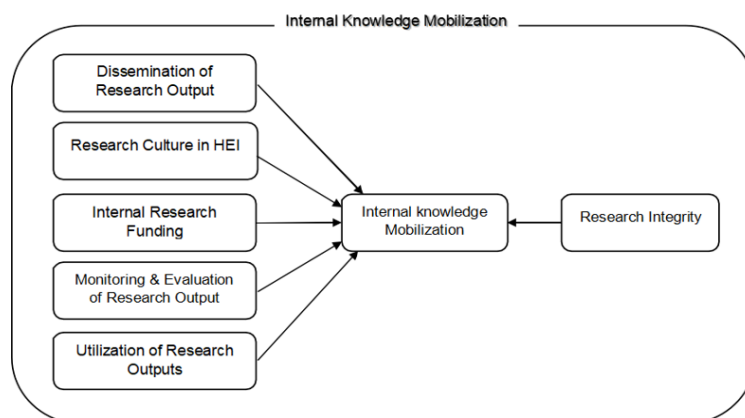 Internal Knowledge Mobilization
Dissemination of
Research Output
Research Culture in HEI
Internal Research
Funding
Monitoring & Evaluation
of Research Output
Utilization of Research
Outputs
Internal knowledge
Mobilization
Research Integrity